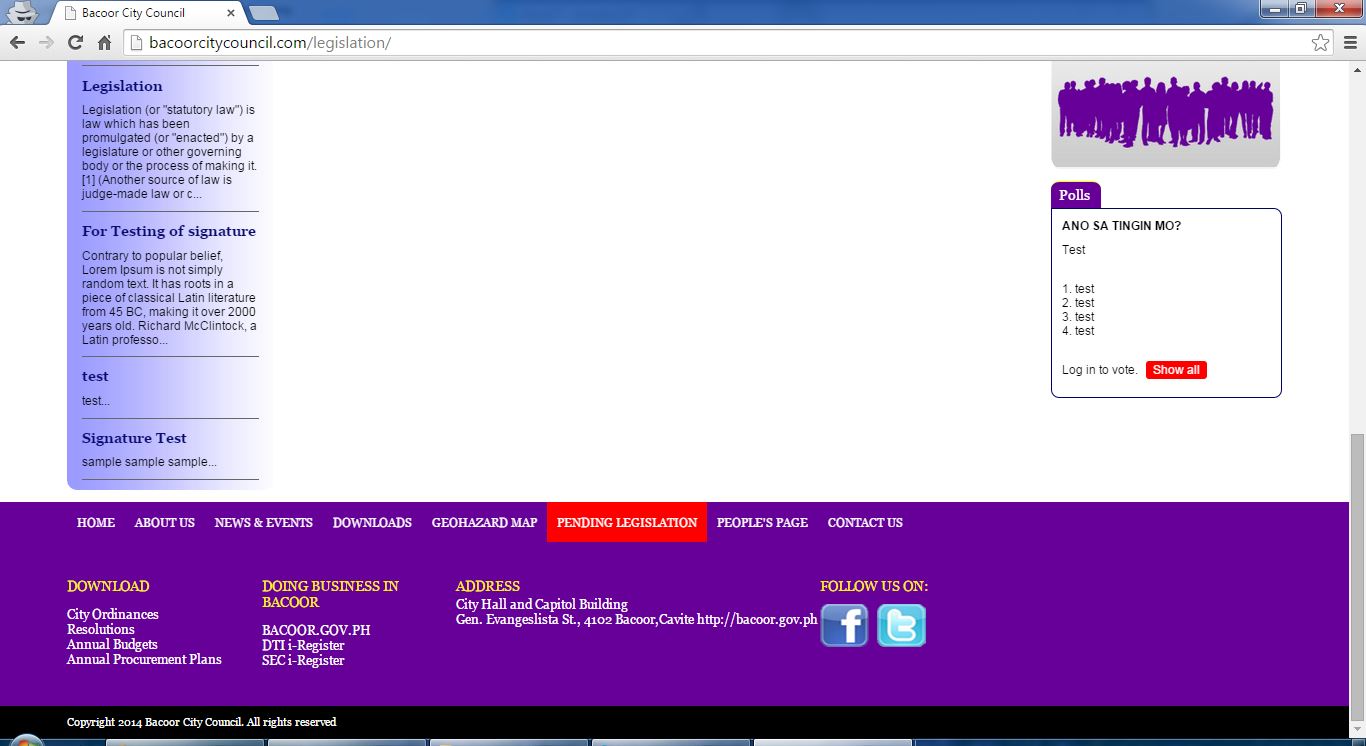 Bacoor City Council
bacoorcitycouncil.com/legislation/
Legislation
Legislation (or "statutory law") is
law which has been
promulgated (or "enacted") by a
legislature or other governing
body or the process of making it.
[1] (Another source of law is
judge-made law or c...
For Testing of signature
Contrary to popular belief,
Lorem Ipsum is not simply
random text. It has roots in a
piece of classical Latin literature
from 45 BC, making it over 2000
years old. Richard McClintock, a
Latin professo...
test
test...
Signature Test
sample sample sample...
Polls
ANO SA TINGIN MO?
Test
1. test
2. test
3. test
4. test
Log in to vote. Show all
HOME ABOUT US NEWS & EVENTS DOWNLOADS GEOHAZARD MAP PENDING LEGISLATION PEOPLE'S PAGE CONTACT US
DOWNLOAD
City Ordinances
Resolutions
Annual Budgets
Annual Procurement Plans
DOING BUSINESS IN
BACOOR
BACOOR.GOV.PH
DTI i-Register
SEC i-Register
ADDRESS
City Hall and Capitol Building
Gen. Evangeslista St., 4102 Bacoor,Cavite http://bacoor.gov.ph
FOLLOW US ON:
f t
Copyright 2014 Bacoor City Council. All rights reserved